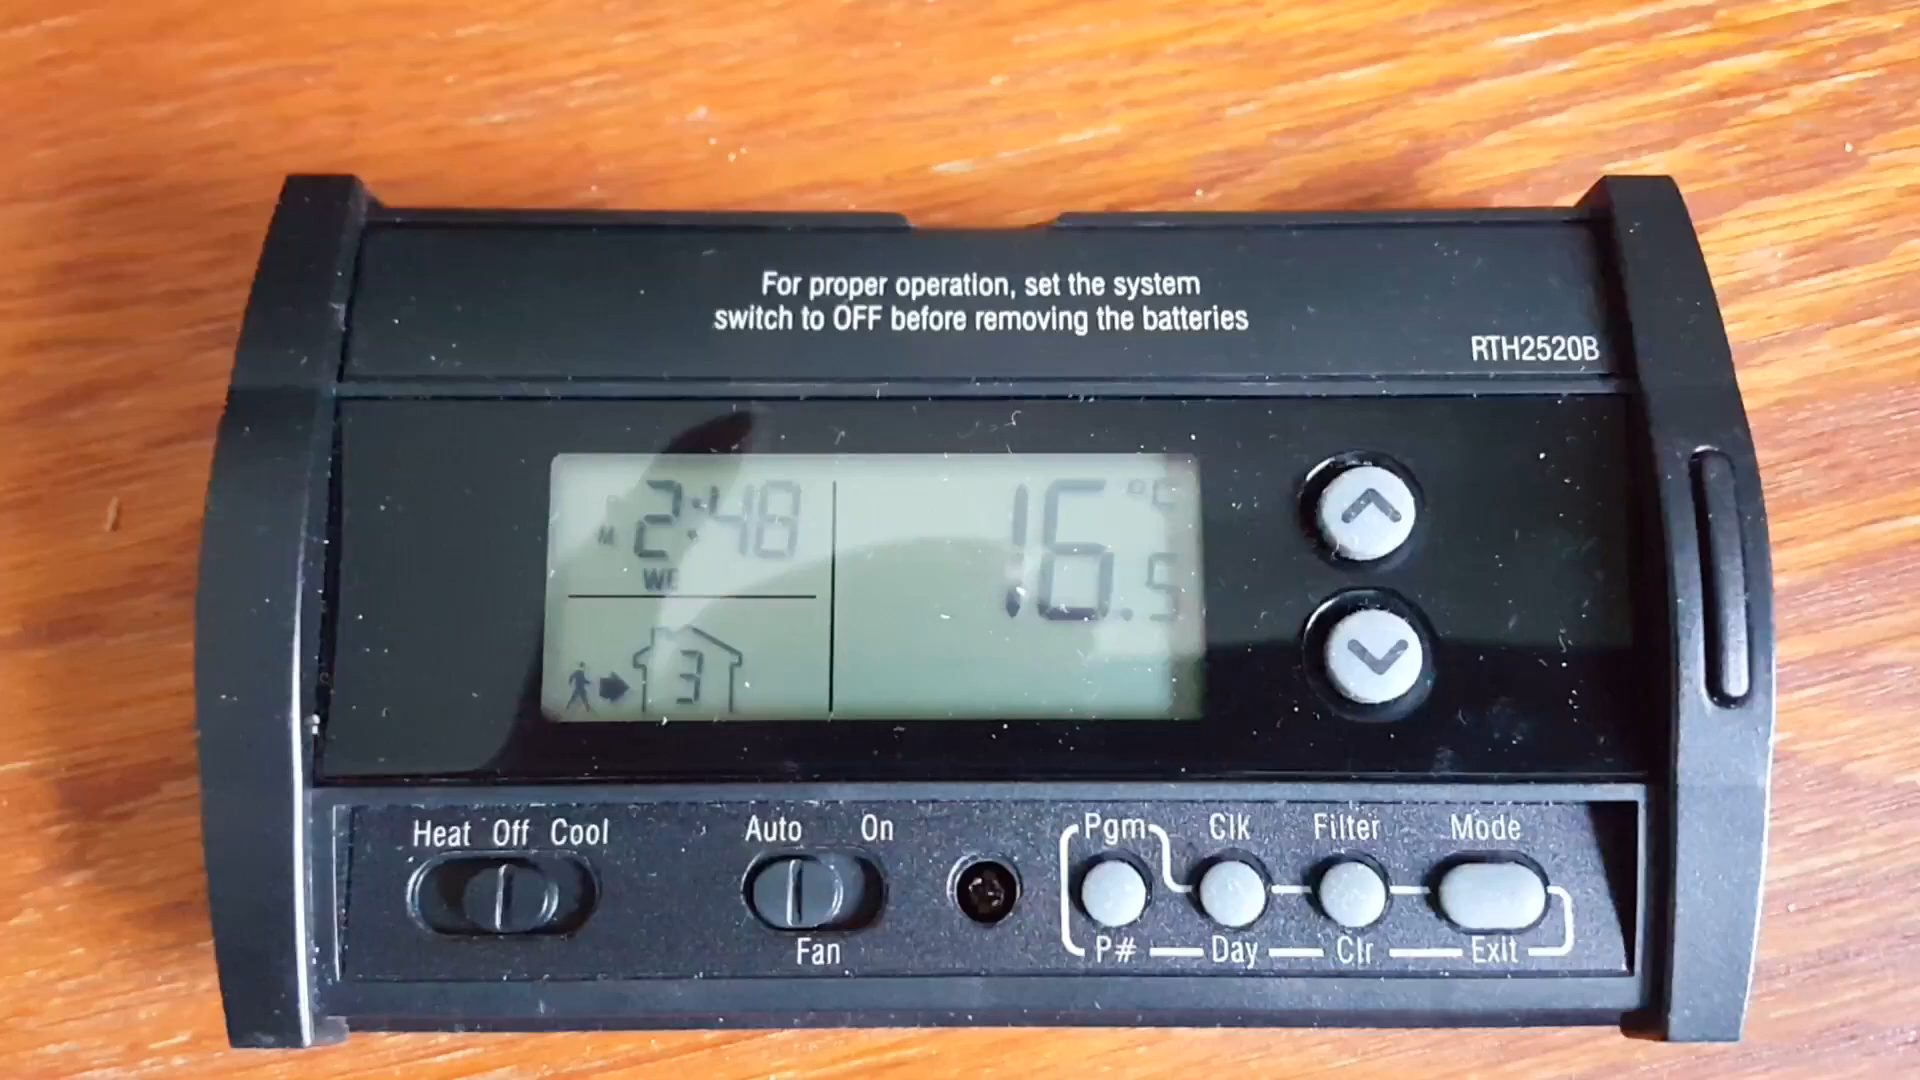 For proper operation, set the system
switch to OFF before removing the batteries
RTH2520B
2:48
M
WE
16.5 °C
3
Heat Off Cool
Auto On
Fan
Pgm Clk Filter Mode
P# Day Clr Exit